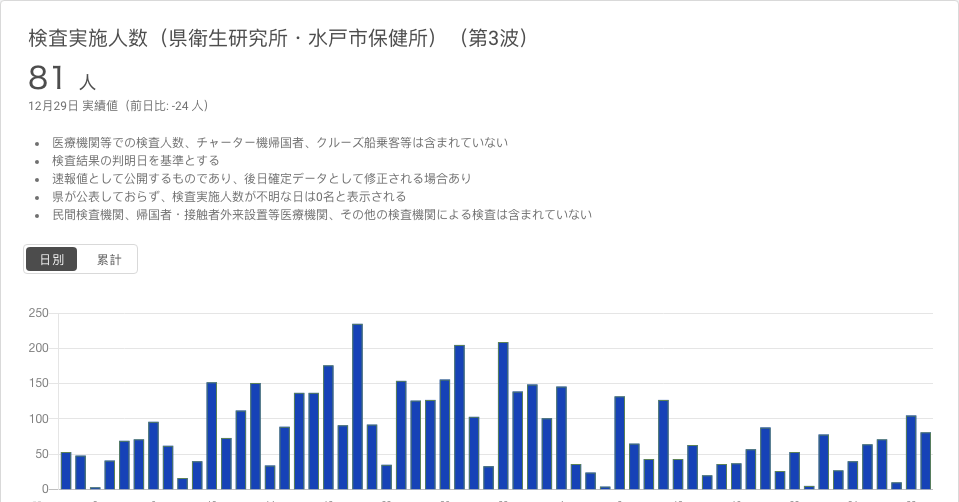 検査実施人数（県衛生研究所・水戸市保健所）（第3波）
81 人
12月29日 実績値（前日比: -24 人）
医療機関等での検査人数、チャーター機帰国者、クルーズ船乗客等は含まれていない
検査結果の判明日を基準とする
速報値として公開するものであり、後日確定データとして修正される場合あり
県が公表しておらず、検査実施人数が不明な日は0名と表示される
民間検査機関、帰国者・接触者外来設置等医療機関、その他の検査機関による検査は含まれていない
日別 累計
250
200
150
100
50
0